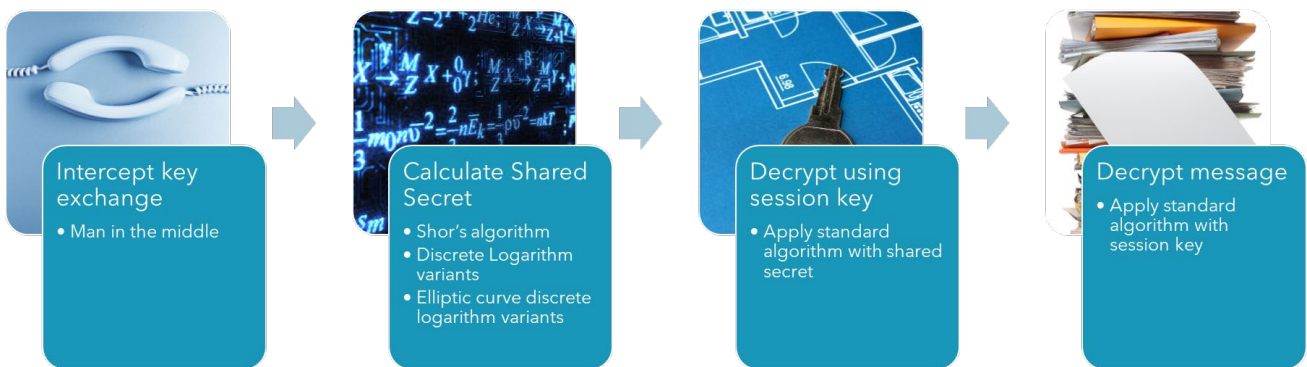 Intercept key
exchange
• Man in the middle
Calculate Shared
Secret
• Shor's algorithm
• Discrete Logarithm
variants
• Elliptic curve discrete
logarithm variants
Decrypt using
session key
• Apply standard
algorithm with shared
secret
6.98
Decrypt message
• Apply standard
algorithm with
session key